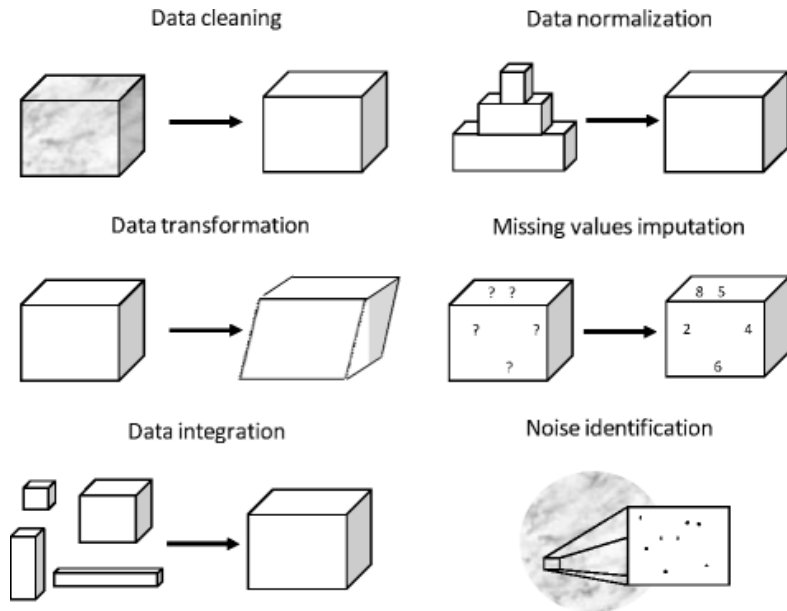 Data cleaning
Data normalization
Data transformation
Missing values imputation
? ?
? ?
?
8 5
2 4
6
Data integration
Noise identification